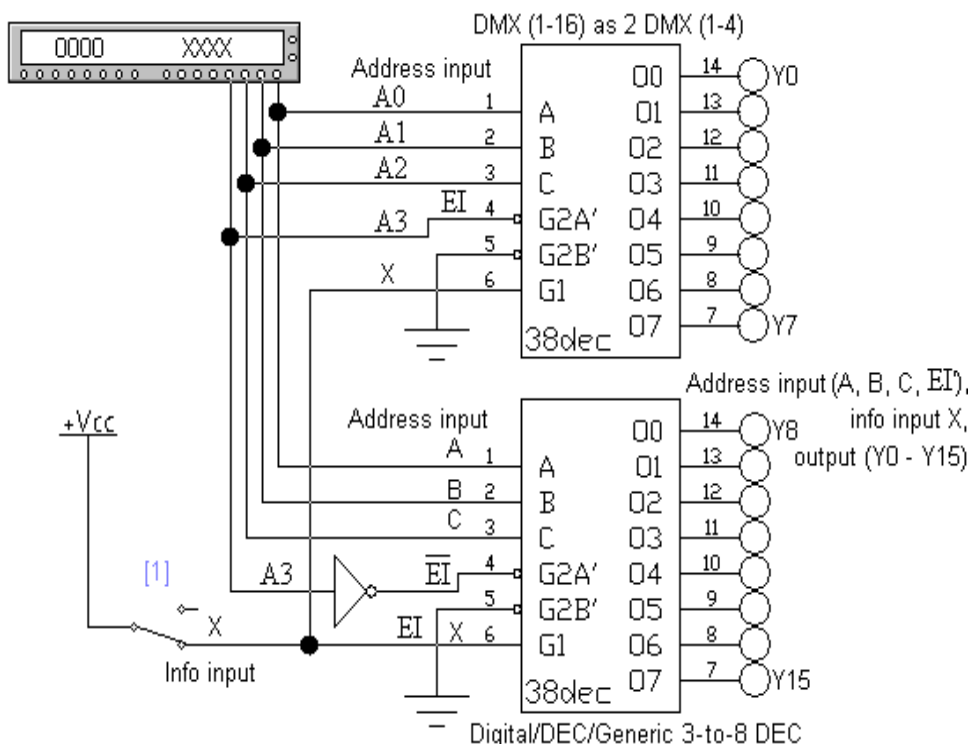 DMX (1-16) as 2 DMX (1-4)
0000 XXXX
Address input
A0 1 A O0 14 Y0
A1 2 B O1 13
A2 3 C O2 12
O3 11
EI 4 G2A' O4 10
A3 5 G2B' O5 9
X 6 G1 O6 8
38dec O7 7 Y7
Address input (A, B, C, EI'),
info input X,
output (Y0 - Y15)
+Vcc
Address input
A 1 A O0 14 Y8
B 2 B O1 13
C 3 C O2 12
O3 11
[1] A3 EI 4 G2A' O4 10
5 G2B' O5 9
X EI X 6 G1 O6 8
Info input
38dec O7 7 Y15
Digital/DEC/Generic 3-to-8 DEC